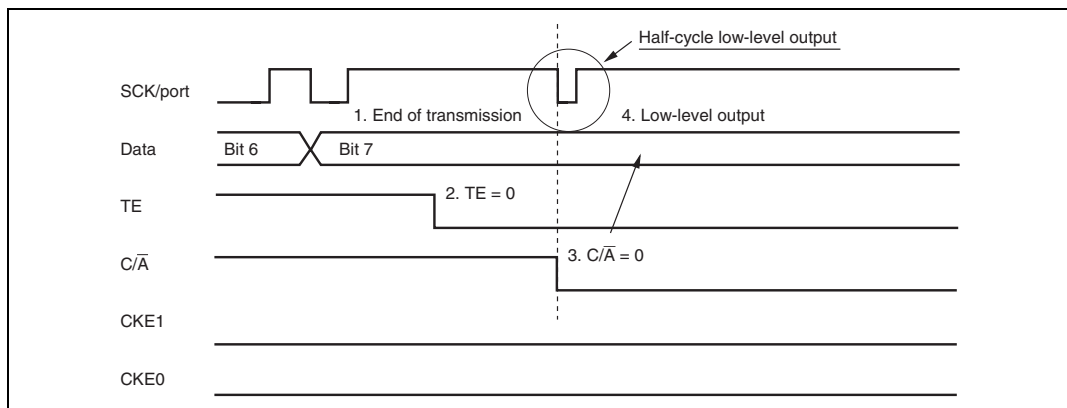 Half-cycle low-level output
SCK/port
1. End of transmission
4. Low-level output
Data
Bit 6
Bit 7
TE
2. TE = 0
C/A̅
3. C/A̅ = 0
CKE1
CKE0